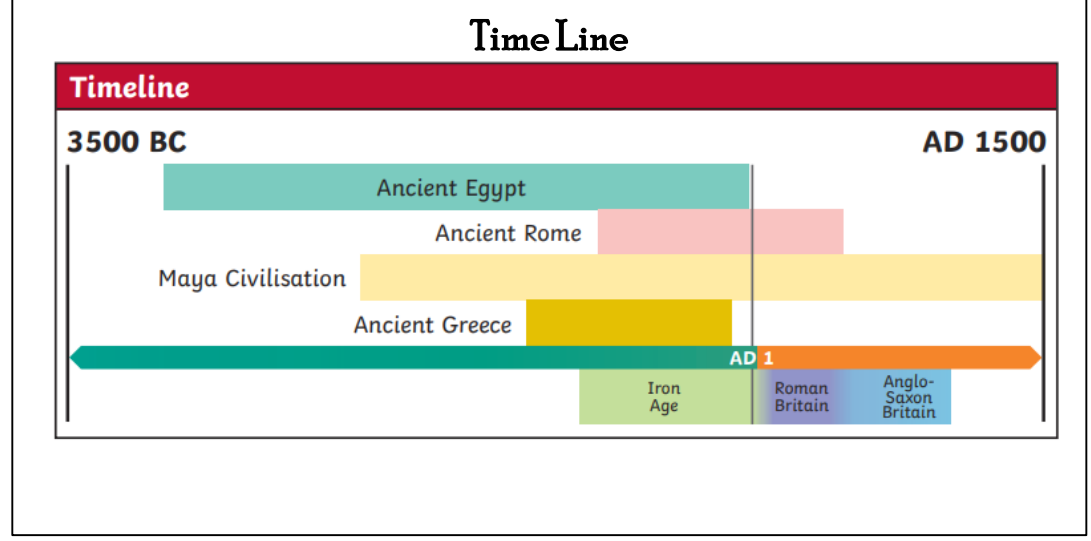 Time Line
Timeline
3500 BC
AD 1500
Ancient Egypt
Ancient Rome
Maya Civilisation
Ancient Greece
AD 1
Iron
Age
Roman
Britain
Anglo-
Saxon
Britain